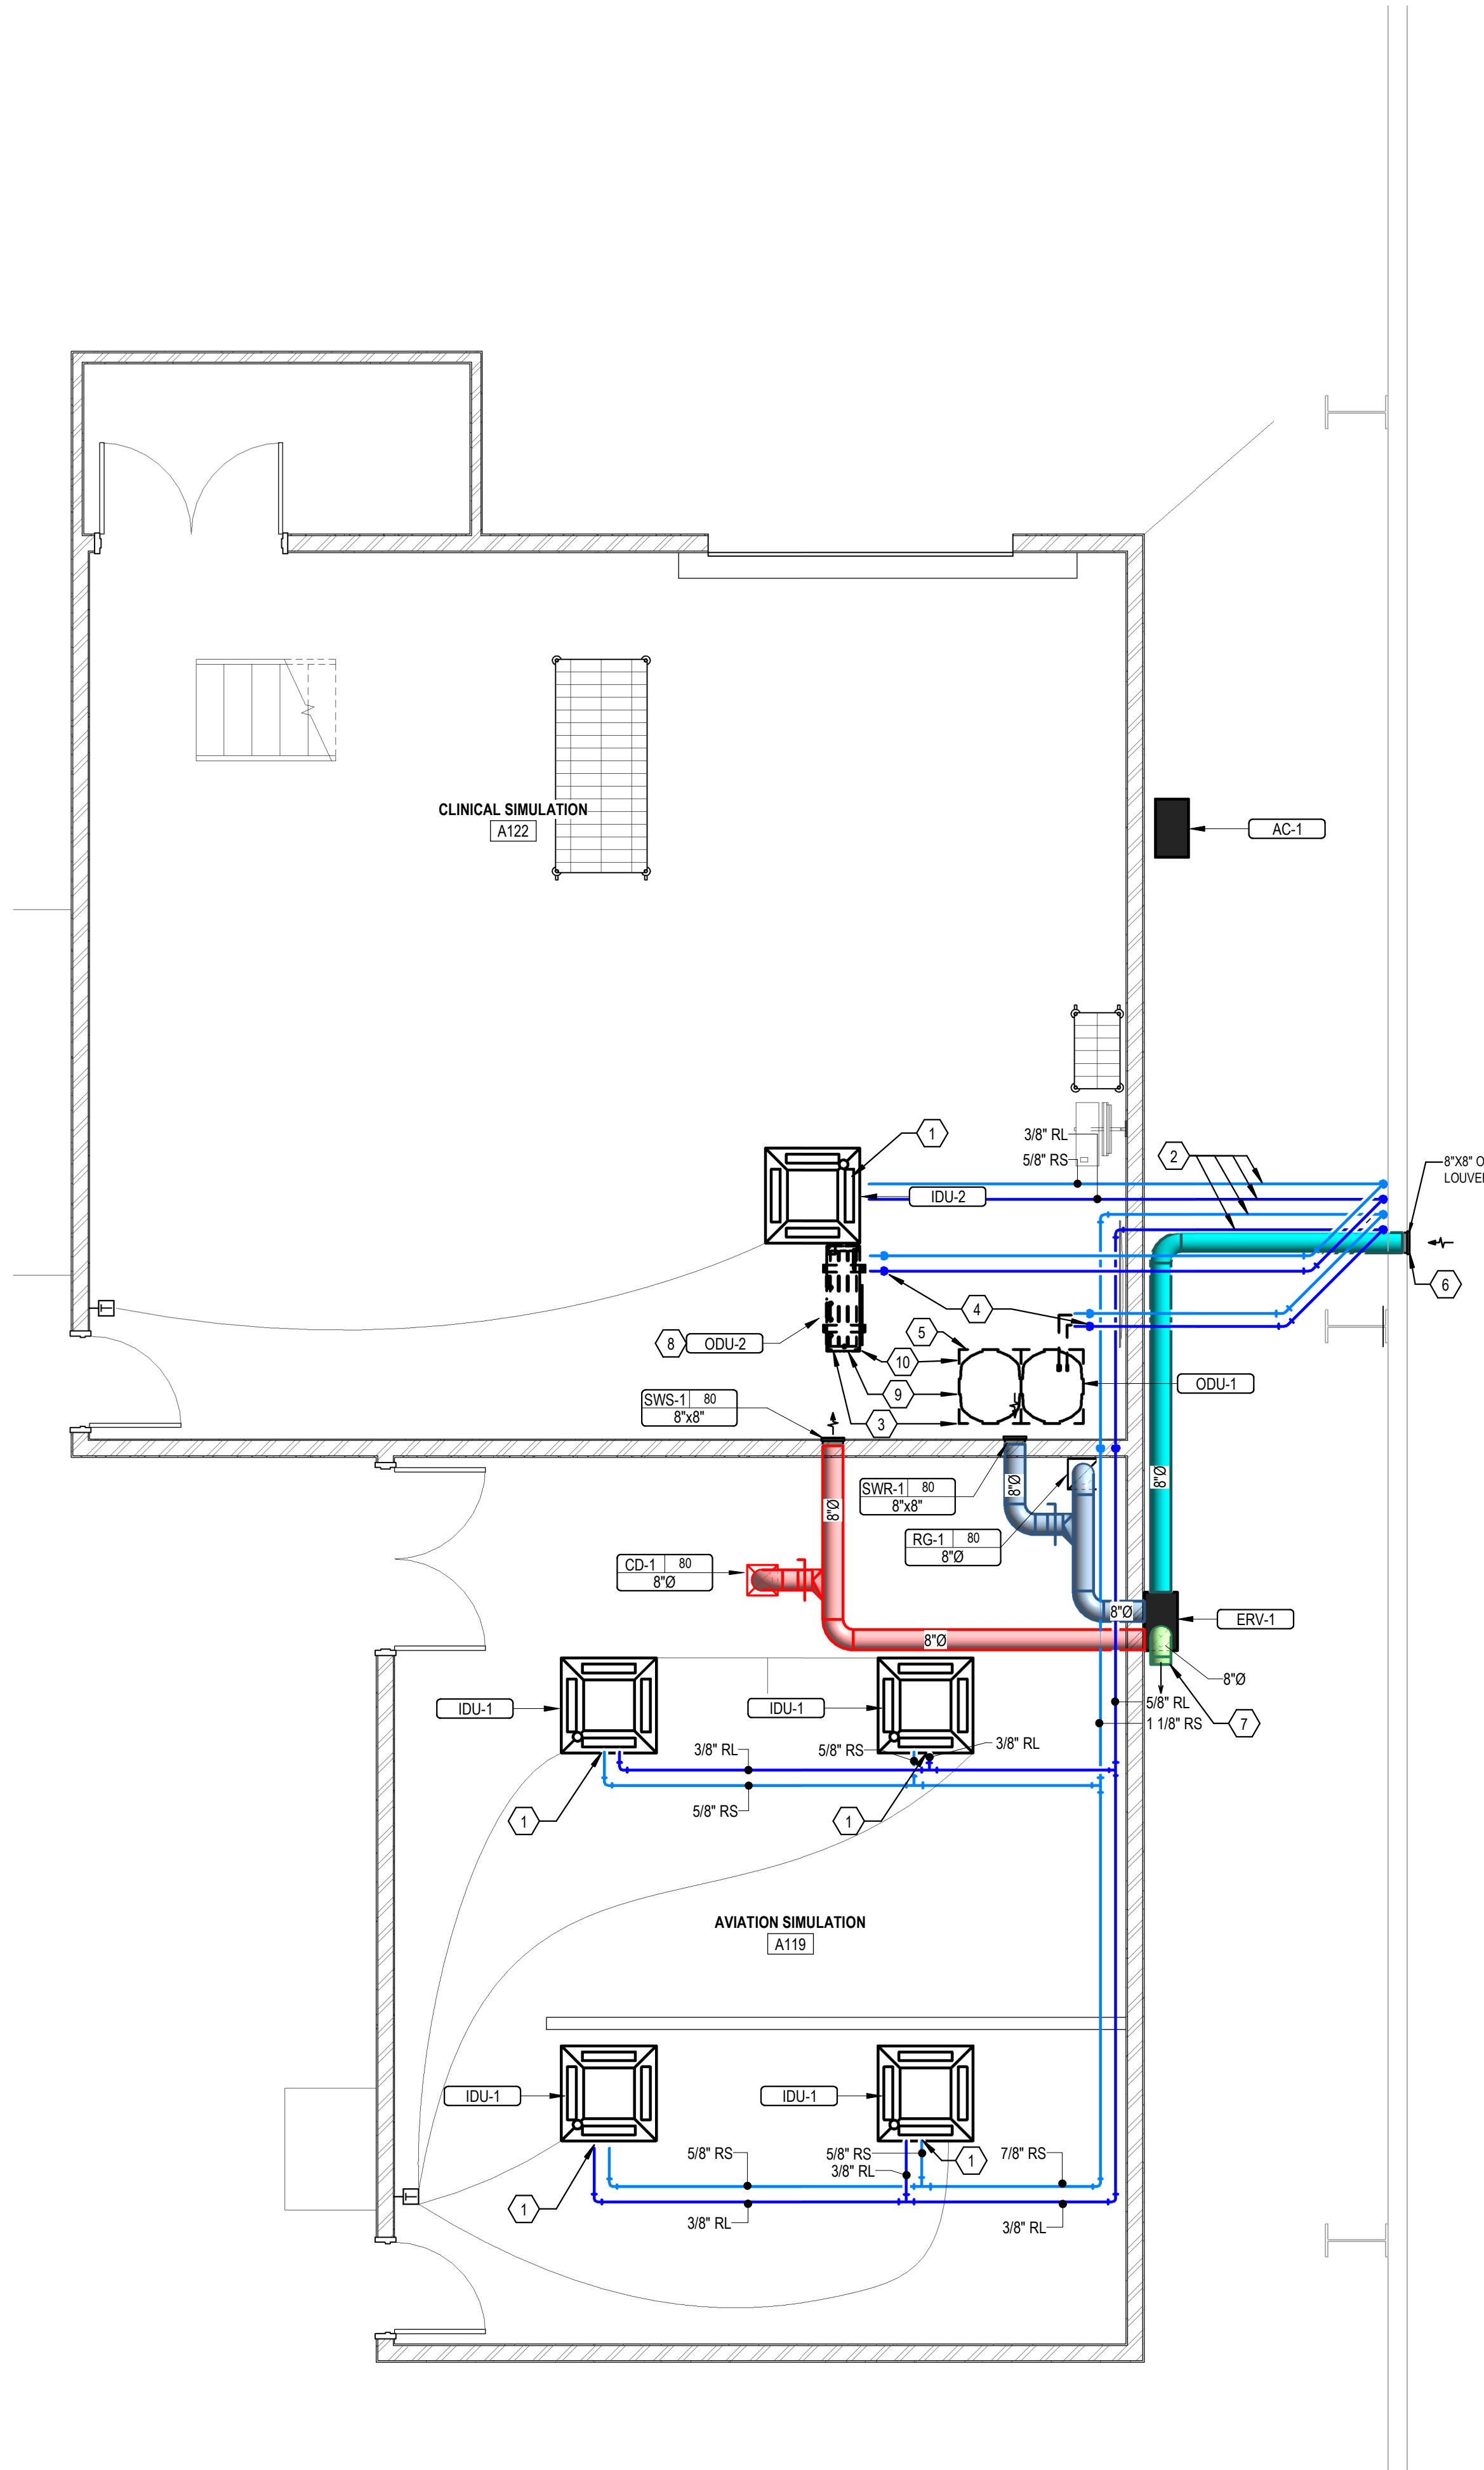 CLINICAL SIMULATION
A122
AC-1
1
3/8" RL
5/8" RS
2
IDU-2
8"X8" O
LOUVE
6
4
5
8
ODU-2
10
ODU-1
9
SWS-1 80
8"x8"
3
8"Ø
8"Ø
8"Ø
SWR-1 80
8"x8"
RG-1 80
8"Ø
CD-1 80
8"Ø
8"Ø
ERV-1
8"Ø
8"Ø
5/8" RL
1 1/8" RS
7
IDU-1
IDU-1
3/8" RL
5/8" RS
3/8" RL
5/8" RS
1
1
AVIATION SIMULATION
A119
IDU-1
IDU-1
5/8" RS
5/8" RS
3/8" RL
1
7/8" RS
1
3/8" RL
3/8" RL